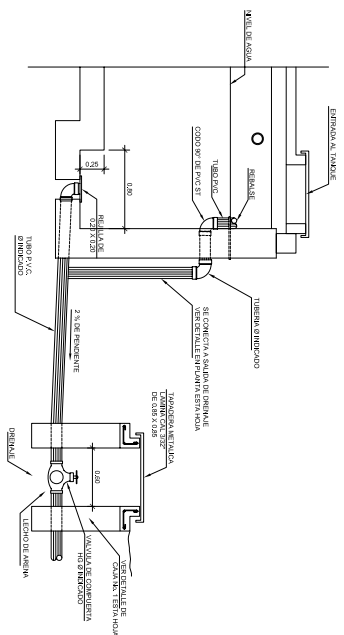 ENTRADA AL TANQUE
NIVEL DE AGUA
REBALSE
TUBO PVC
CODO 90° DE PVC ST
0.80
0.25
REJILLA DE
0.20 X 0.20
TUBERIA Ø INDICADO
SE CONECTA A SALIDA DE DRENAJE
VER DETALLE EN PLANTA ESTA HOJA
TUBO P.V.C.
Ø INDICADO
2 % DE PENDIENTE
TAPADERA METALICA
LAMINA CAL 3/32"
DE 0.85 X 0.85
0.60
DRENAJE
LECHO DE ARENA
VALVULA DE COMPUERTA
HG Ø INDICADO
VER DETALLE DE
CAJA No. 1 ESTA HOJA